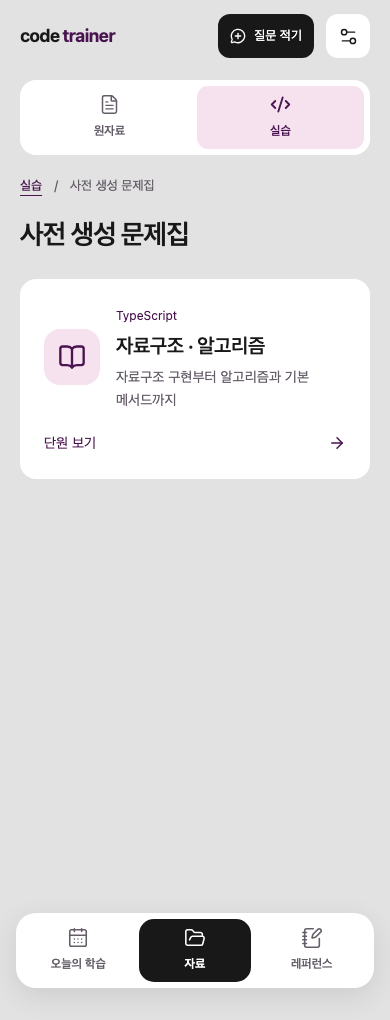 code trainer
질문 적기
원자료
실습
실습 / 사전 생성 문제집
사전 생성 문제집
TypeScript
자료구조 · 알고리즘
자료구조 구현부터 알고리즘과 기본
메서드까지
단원 보기
오늘의 학습
자료
레퍼런스